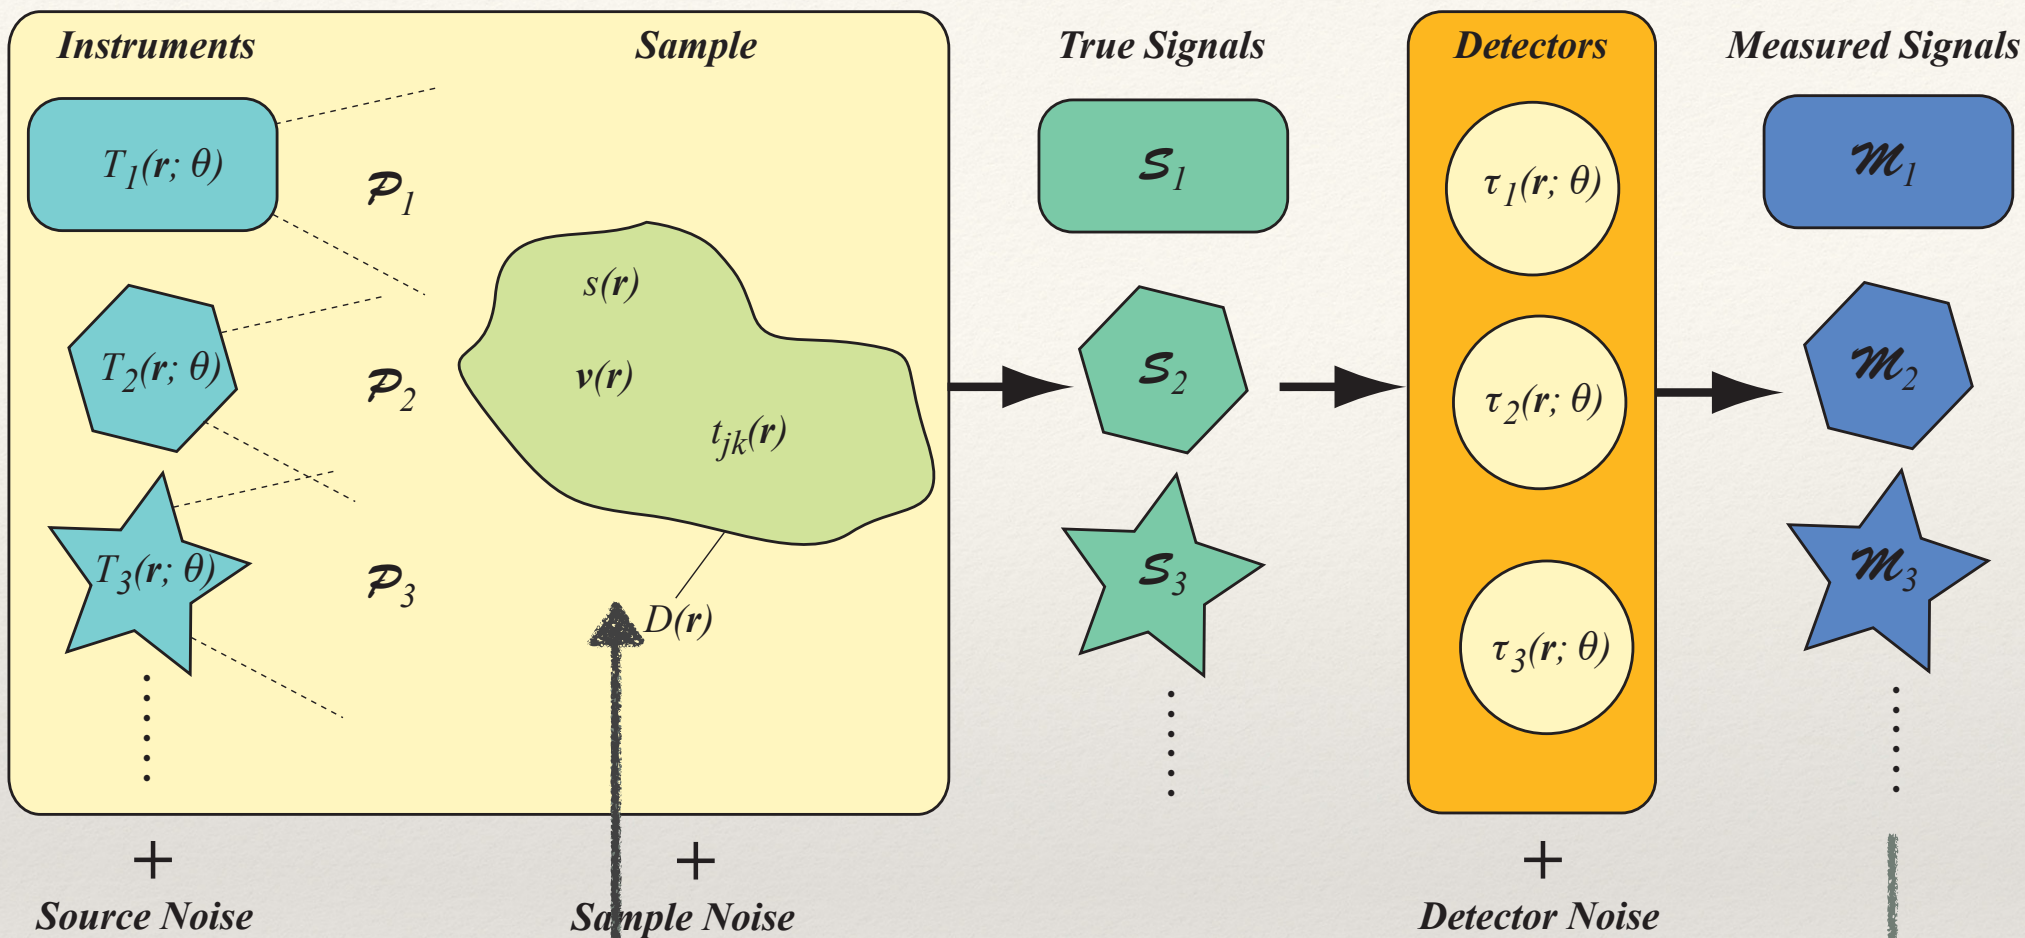 Instruments
Sample
True Signals
Detectors
Measured Signals
T1(r; θ)
P1
S1
τ1(r; θ)
M1
s(r)
T2(r; θ)
P2
v(r)
S2
τ2(r; θ)
M2
tjk(r)
T3(r; θ)
P3
S3
M3
D(r)
τ3(r; θ)
+
+
+
Source Noise
Sample Noise
Detector Noise